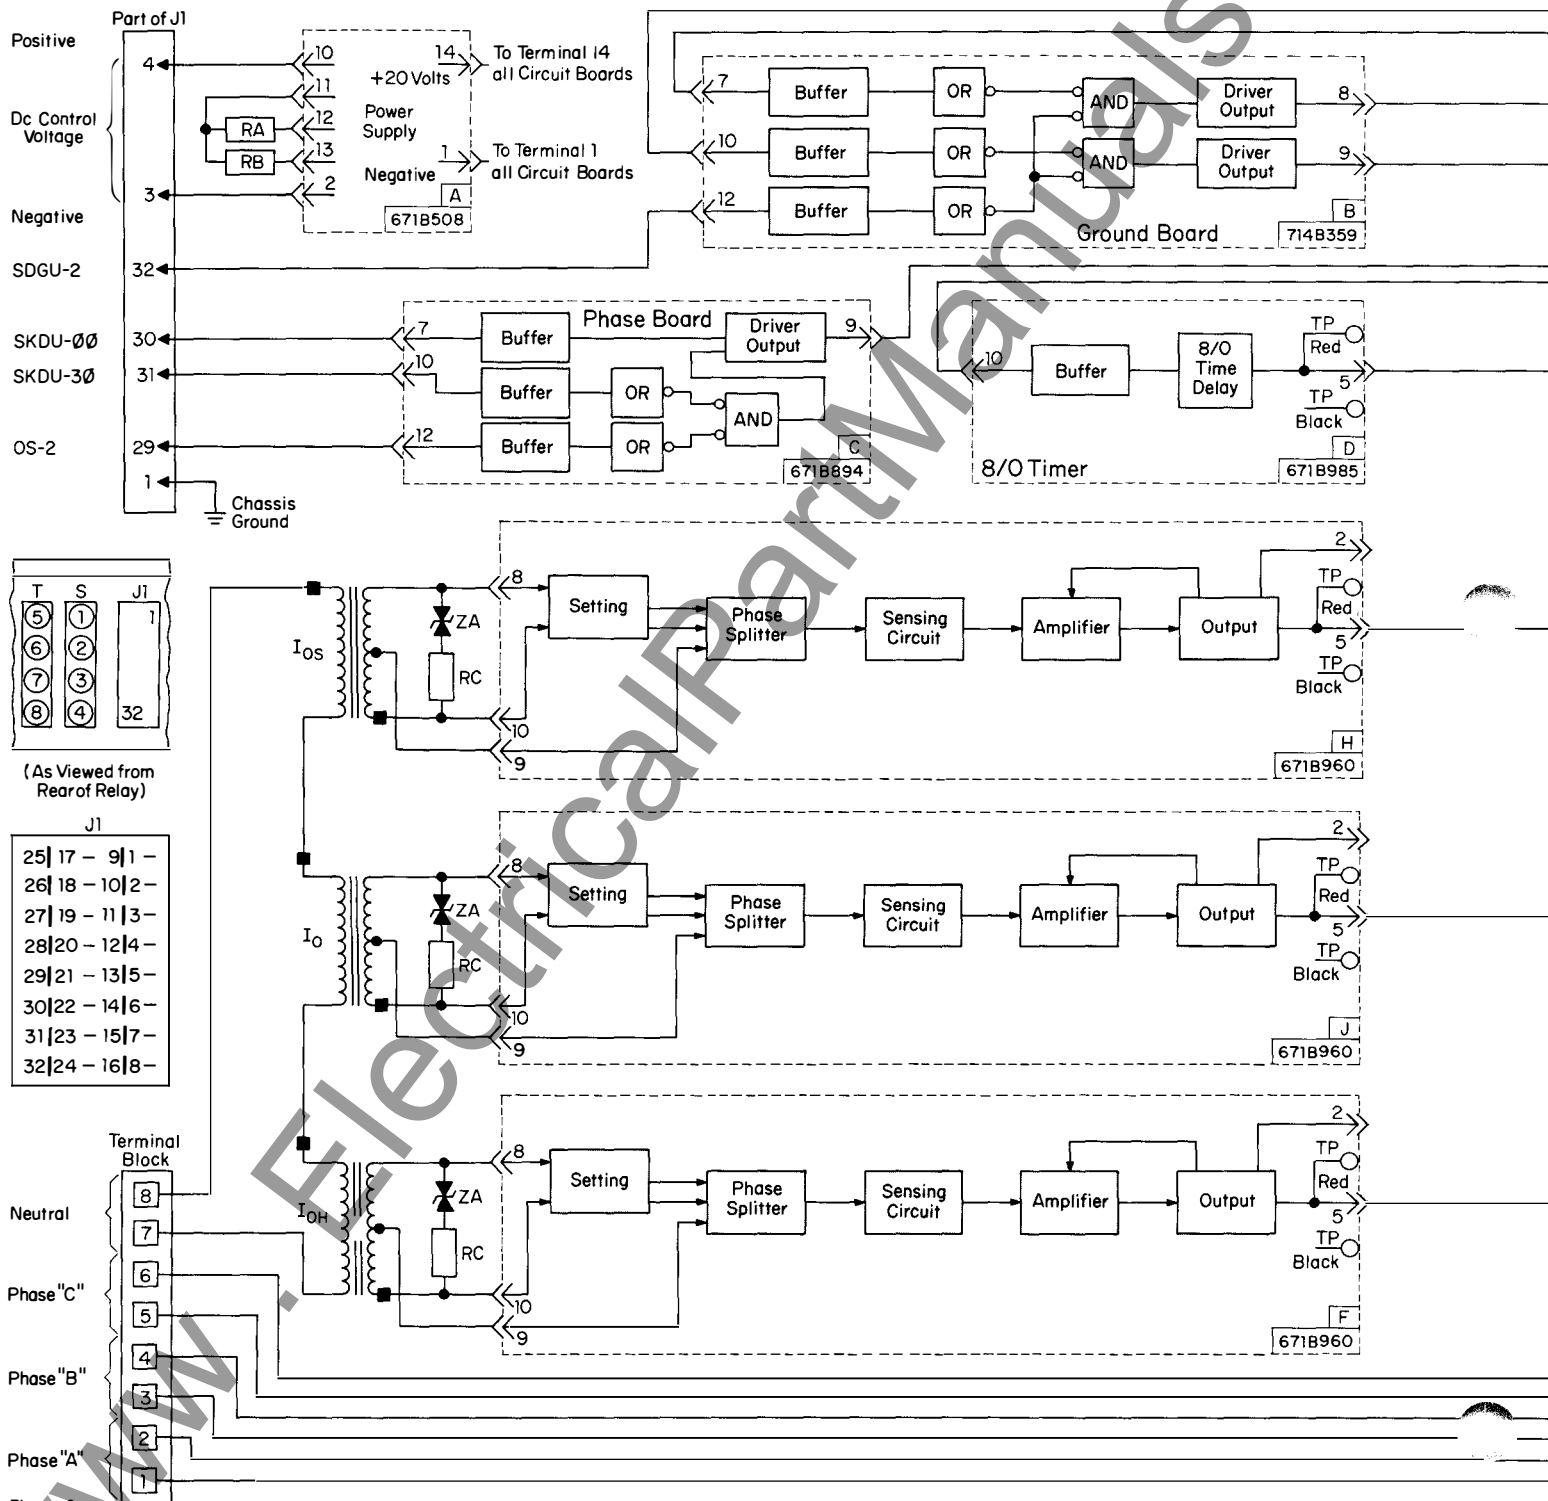 Part of J1
Positive
4
10
14
To Terminal 14
all Circuit Boards
+20 Volts
11
Dc Control
Voltage
RA
12
Power
Supply
RB
13
1
To Terminal 1
all Circuit Boards
Negative
3
2
A
671B508
Negative
7
Buffer
OR
AND
Driver
Output
8
10
Buffer
OR
AND
Driver
Output
9
12
Buffer
OR
B
Ground Board
714B359
SDGU-2
32
SKDU-ØØ
30
7
Buffer
Phase Board
Driver
Output
9
SKDU-3Ø
31
10
Buffer
OR
AND
OS-2
29
12
Buffer
OR
C
671B894
1
Chassis
Ground
10
Buffer
8/0
Time
Delay
TP
Red
5
TP
Black
D
8/0 Timer
671B985
T S J1
5 1 1
6 2
7 3
8 4 32
(As Viewed from
Rear of Relay)
J1
25|17 - 9|1 -
26|18 - 10|2 -
27|19 - 11|3 -
28|20 - 12|4 -
29|21 - 13|5 -
30|22 - 14|6 -
31|23 - 15|7 -
32|24 - 16|8 -
IOS
ZA
RC
8
10
9
Setting
Phase
Splitter
Sensing
Circuit
Amplifier
Output
2
TP
Red
5
TP
Black
H
671B960
IO
ZA
RC
8
10
9
Setting
Phase
Splitter
Sensing
Circuit
Amplifier
Output
2
TP
Red
5
TP
Black
J
671B960
IOH
ZA
RC
8
10
9
Setting
Phase
Splitter
Sensing
Circuit
Amplifier
Output
2
TP
Red
5
TP
Black
F
671B960
Terminal
Block
8
Neutral
7
6
Phase "C"
5
4
Phase "B"
3
2
Phase "A"
1
www.ElectricalPartManuals